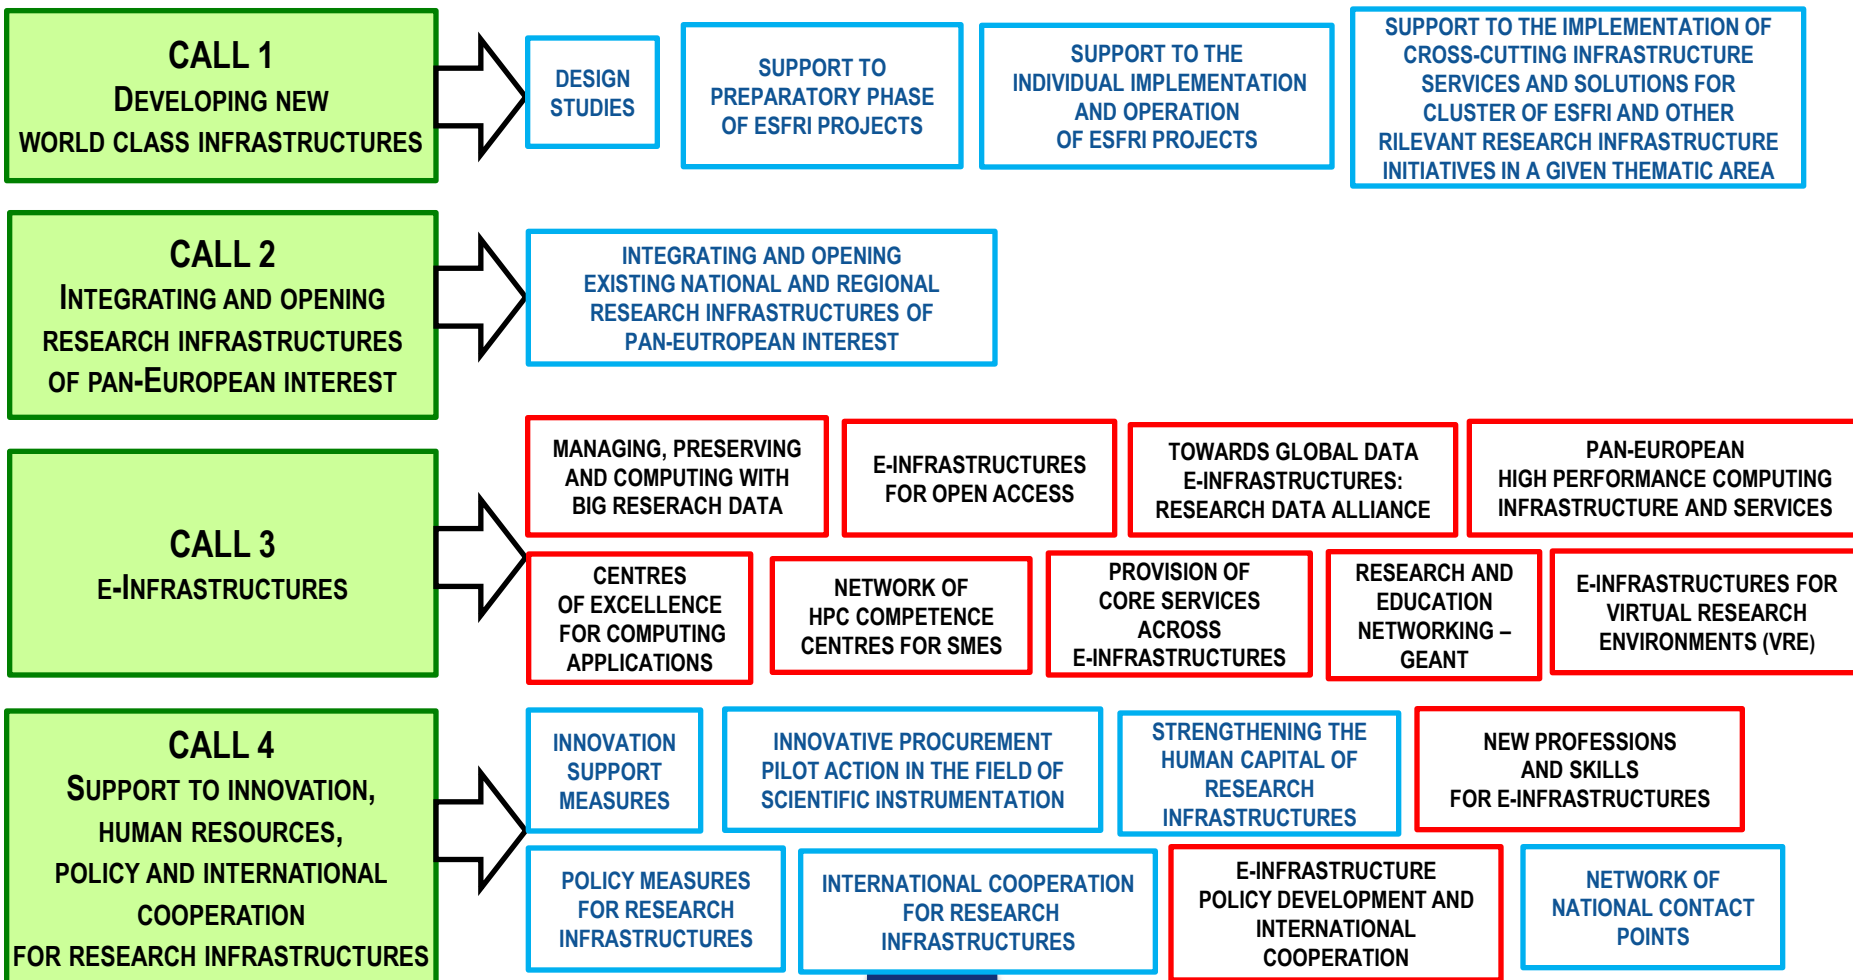 CALL 1
DEVELOPING NEW
WORLD CLASS INFRASTRUCTURES
DESIGN
STUDIES
SUPPORT TO
PREPARATORY PHASE
OF ESFRI PROJECTS
SUPPORT TO THE
INDIVIDUAL IMPLEMENTATION
AND OPERATION
OF ESFRI PROJECTS
SUPPORT TO THE IMPLEMENTATION OF
CROSS-CUTTING INFRASTRUCTURE
SERVICES AND SOLUTIONS FOR
CLUSTER OF ESFRI AND OTHER
RILEVANT RESEARCH INFRASTRUCTURE
INITIATIVES IN A GIVEN THEMATIC AREA
CALL 2
INTEGRATING AND OPENING
RESEARCH INFRASTRUCTURES
OF PAN-EUROPEAN INTEREST
INTEGRATING AND OPENING
EXISTING NATIONAL AND REGIONAL
RESEARCH INFRASTRUCTURES OF
PAN-EUTROPEAN INTEREST
CALL 3
E-INFRASTRUCTURES
MANAGING, PRESERVING
AND COMPUTING WITH
BIG RESERACH DATA
E-INFRASTRUCTURES
FOR OPEN ACCESS
TOWARDS GLOBAL DATA
E-INFRASTRUCTURES:
RESEARCH DATA ALLIANCE
PAN-EUROPEAN
HIGH PERFORMANCE COMPUTING
INFRASTRUCTURE AND SERVICES
CENTRES
OF EXCELLENCE
FOR COMPUTING
APPLICATIONS
NETWORK OF
HPC COMPETENCE
CENTRES FOR SMES
PROVISION OF
CORE SERVICES
ACROSS
E-INFRASTRUCTURES
RESEARCH AND
EDUCATION
NETWORKING –
GEANT
E-INFRASTRUCTURES FOR
VIRTUAL RESEARCH
ENVIRONMENTS (VRE)
CALL 4
SUPPORT TO INNOVATION,
HUMAN RESOURCES,
POLICY AND INTERNATIONAL
COOPERATION
FOR RESEARCH INFRASTRUCTURES
INNOVATION
SUPPORT
MEASURES
INNOVATIVE PROCUREMENT
PILOT ACTION IN THE FIELD OF
SCIENTIFIC INSTRUMENTATION
STRENGTHENING THE
HUMAN CAPITAL OF
RESEARCH
INFRASTRUCTURES
NEW PROFESSIONS
AND SKILLS
FOR E-INFRASTRUCTURES
POLICY MEASURES
FOR RESEARCH
INFRASTRUCTURES
INTERNATIONAL COOPERATION
FOR RESEARCH
INFRASTRUCTURES
E-INFRASTRUCTURE
POLICY DEVELOPMENT AND
INTERNATIONAL
COOPERATION
NETWORK OF
NATIONAL CONTACT
POINTS